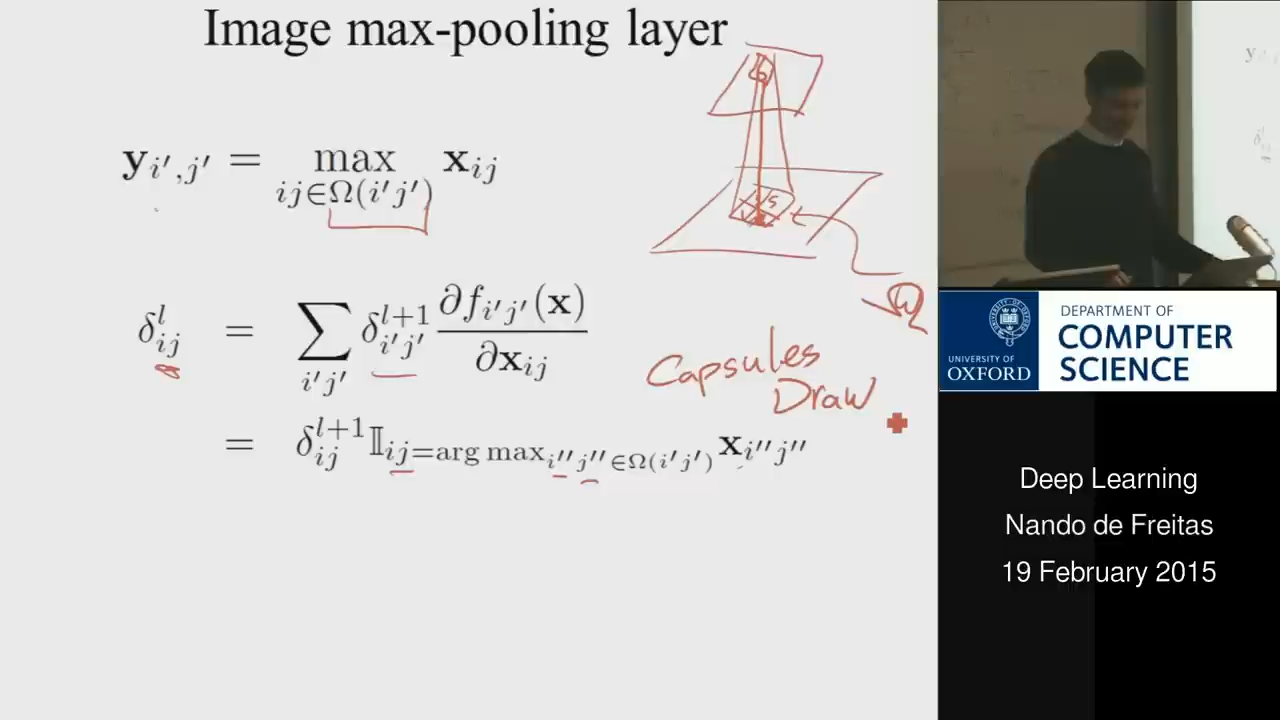 Image max-pooling layer
y_{i',j'} = max_{ij∈Ω(i'j')} x_{ij}
δ^l_{ij} = ∑_{i'j'} δ^{l+1}_{i'j'} ∂f_{i'j'}(x) / ∂x_{ij}
= δ^{l+1}_{ij} 𝕀_{ij=arg max_{i''j''∈Ω(i'j')} x_{i''j''}}
Capsules
Draw
UNIVERSITY OF
OXFORD
DEPARTMENT OF
COMPUTER
SCIENCE
Deep Learning
Nando de Freitas
19 February 2015